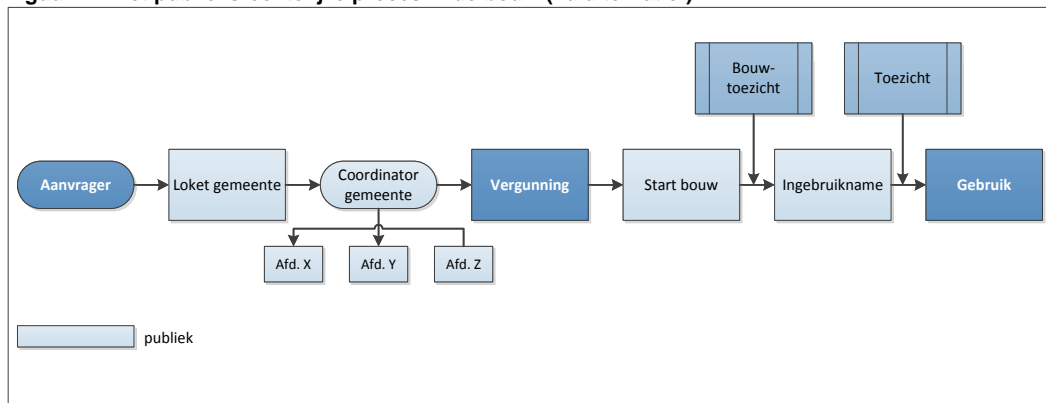 Bouw-
toezicht
Toezicht
Aanvrager
Loket gemeente
Coordinator
gemeente
Vergunning
Start bouw
Ingebruikname
Gebruik
Afd. X
Afd. Y
Afd. Z
publiek